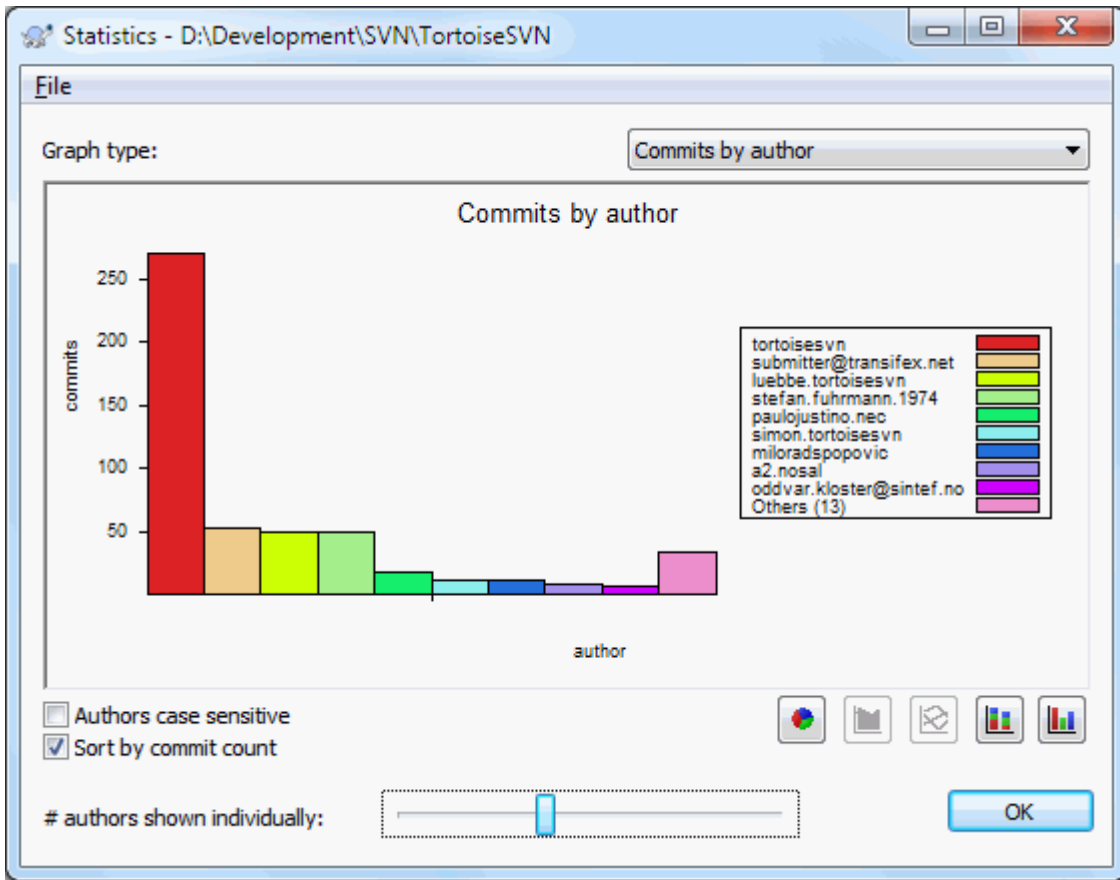 Statistics - D:\Development\SVN\TortoiseSVN
File
Graph type:
Commits by author
Commits by author
250
200
150
100
50
commits
author
tortoisesvn
submitter@transifex.net
luebbe.tortoisesvn
stefan.fuhrmann.1974
paulojustino.nec
simon.tortoisesvn
miloradspopovic
a2.nosal
oddvar.kloster@sintef.no
Others (13)
Authors case sensitive
Sort by commit count
# authors shown individually:
OK